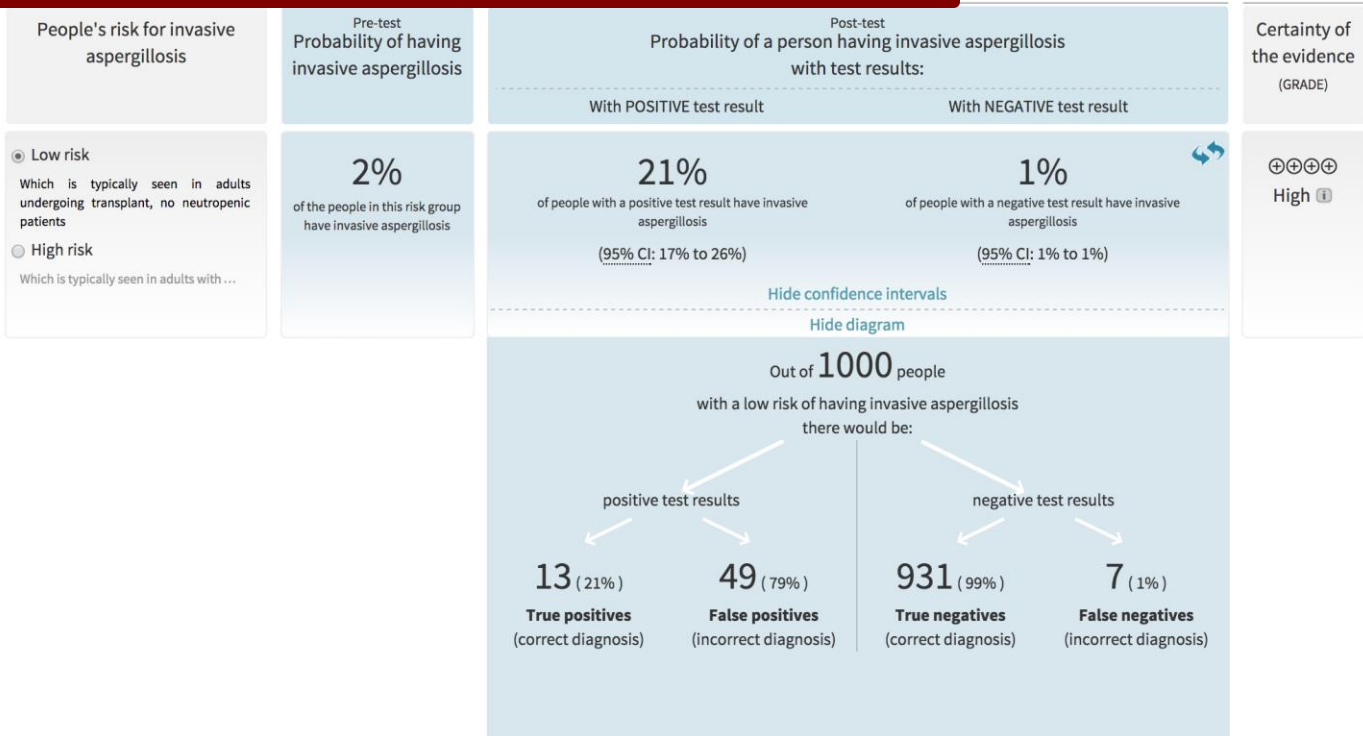 People's risk for invasive
aspergillosis
Pre-test
Probability of having
invasive aspergillosis
Post-test
Probability of a person having invasive aspergillosis
with test results:
With POSITIVE test result
With NEGATIVE test result
Certainty of
the evidence
(GRADE)
Low risk
Which is typically seen in adults
undergoing transplant, no neutropenic
patients
High risk
Which is typically seen in adults with ...
2%
of the people in this risk group
have invasive aspergillosis
21%
of people with a positive test result have invasive
aspergillosis
(95% CI: 17% to 26%)
1%
of people with a negative test result have invasive
aspergillosis
(95% CI: 1% to 1%)
Hide confidence intervals
Hide diagram
⊕⊕⊕⊕
High i
Out of 1000 people
with a low risk of having invasive aspergillosis
there would be:
positive test results
negative test results
13 ( 21% )
True positives
(correct diagnosis)
49 ( 79% )
False positives
(incorrect diagnosis)
931 ( 99% )
True negatives
(correct diagnosis)
7 ( 1% )
False negatives
(incorrect diagnosis)